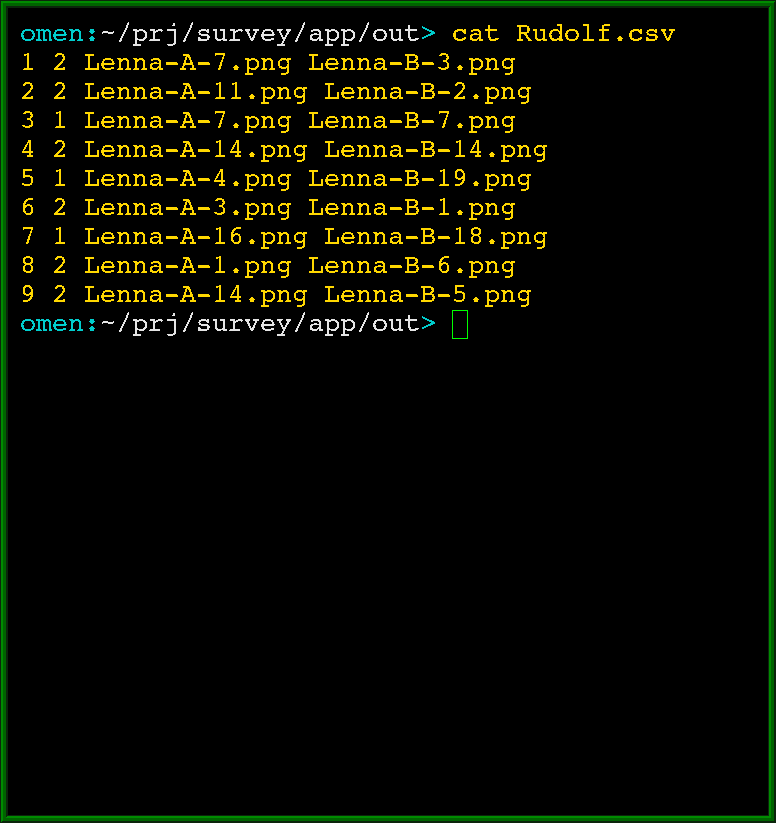 omen:~/prj/survey/app/out> cat Rudolf.csv
1 2 Lenna-A-7.png Lenna-B-3.png
2 2 Lenna-A-11.png Lenna-B-2.png
3 1 Lenna-A-7.png Lenna-B-7.png
4 2 Lenna-A-14.png Lenna-B-14.png
5 1 Lenna-A-4.png Lenna-B-19.png
6 2 Lenna-A-3.png Lenna-B-1.png
7 1 Lenna-A-16.png Lenna-B-18.png
8 2 Lenna-A-1.png Lenna-B-6.png
9 2 Lenna-A-14.png Lenna-B-5.png
omen:~/prj/survey/app/out>